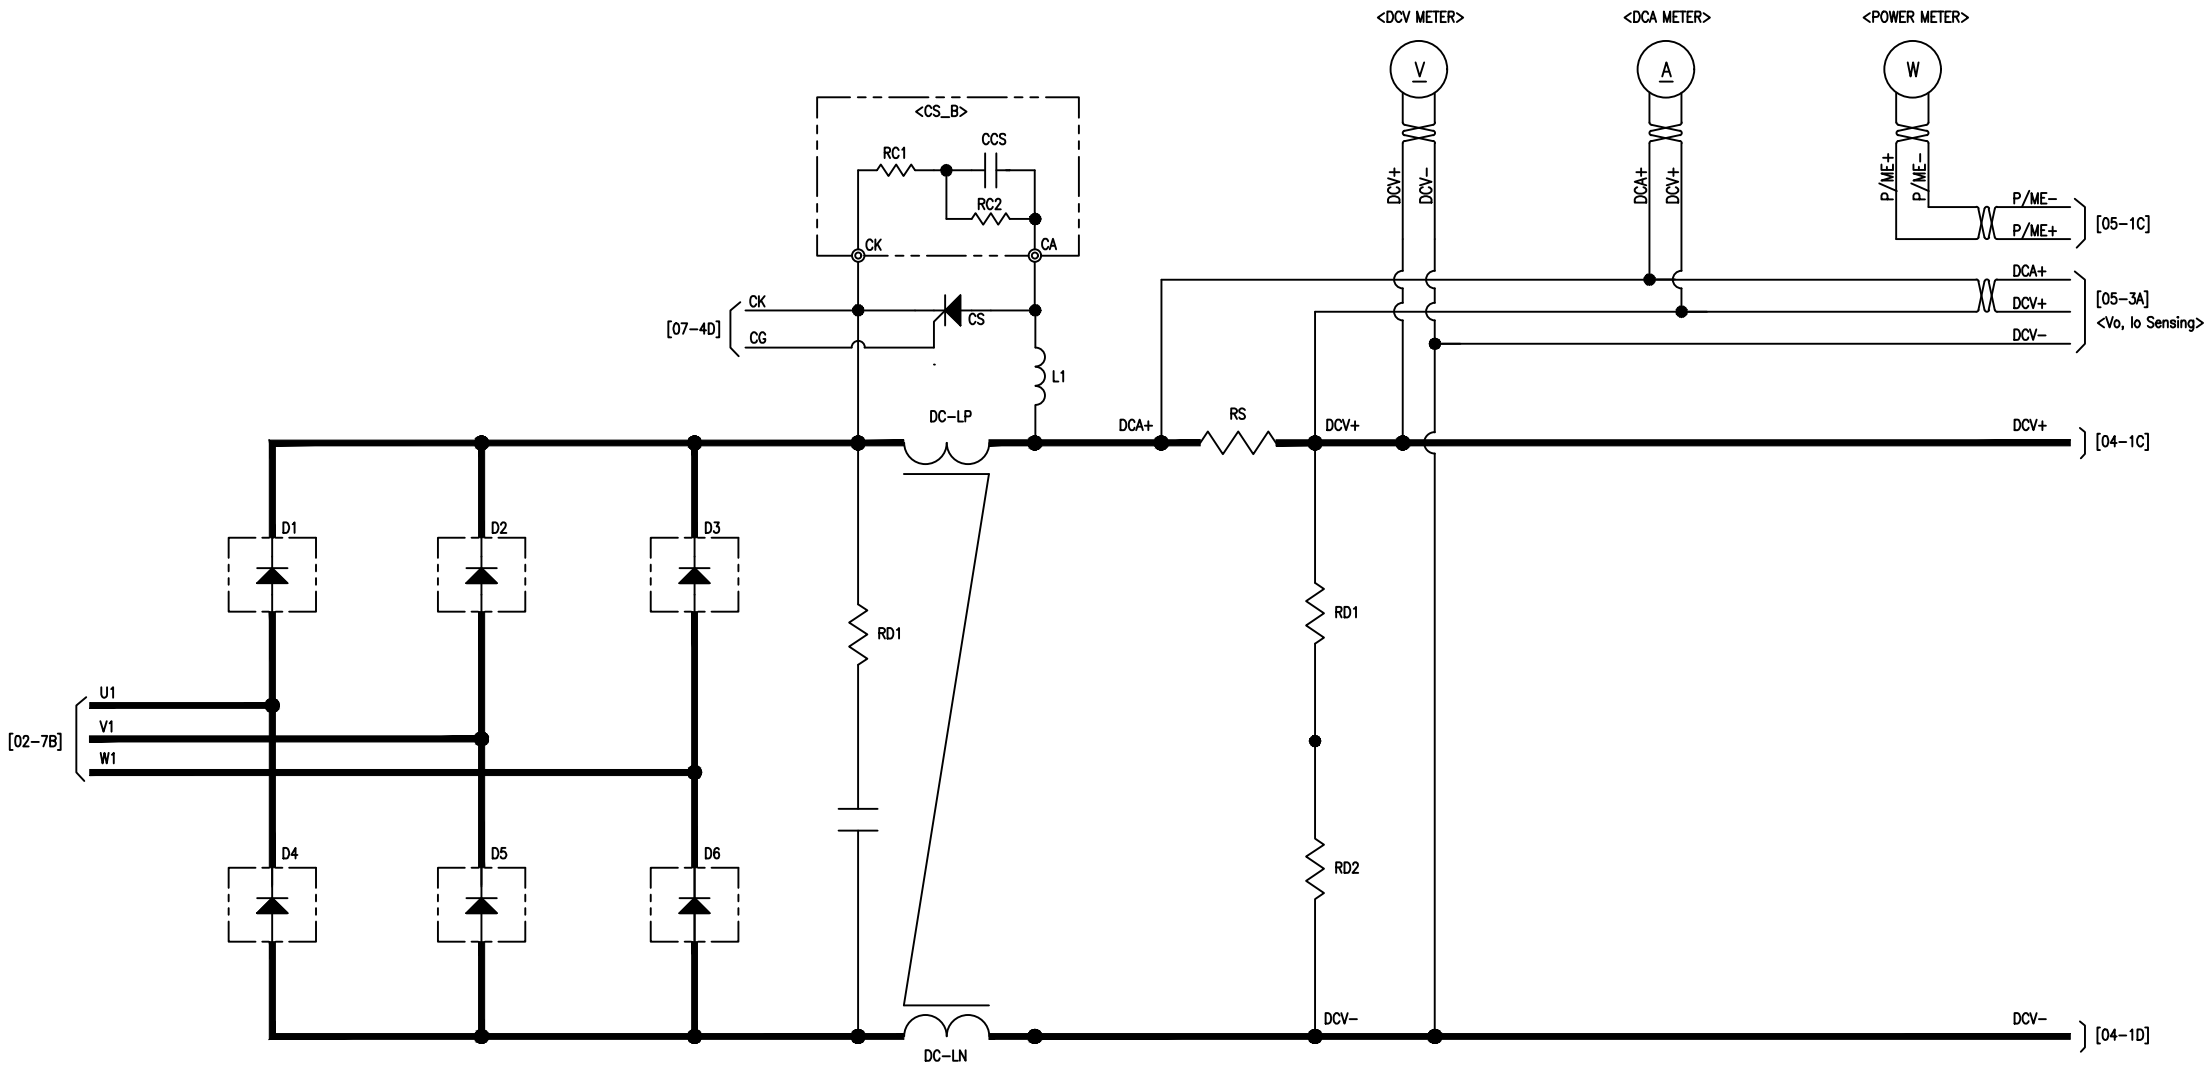 <DCV METER>
<DCA METER>
<POWER METER>
V
A
W
<CS_B>
CCS
RC1
RC2
CK
CA
DCV+
DCV-
DCA+
DCV+
P/ME+
P/ME-
P/ME-
P/ME+
[05-1C]
DCA+
DCV+
DCV-
[05-3A]
<Vo, Io Sensing>
CK
CG
[07-4D]
CS
L1
DC-LP
DCA+
RS
DCV+
DCV+
[04-1C]
D1
D2
D3
RD1
RD1
U1
V1
W1
[02-7B]
D4
D5
D6
RD2
DCV-
DCV-
[04-1D]
DC-LN